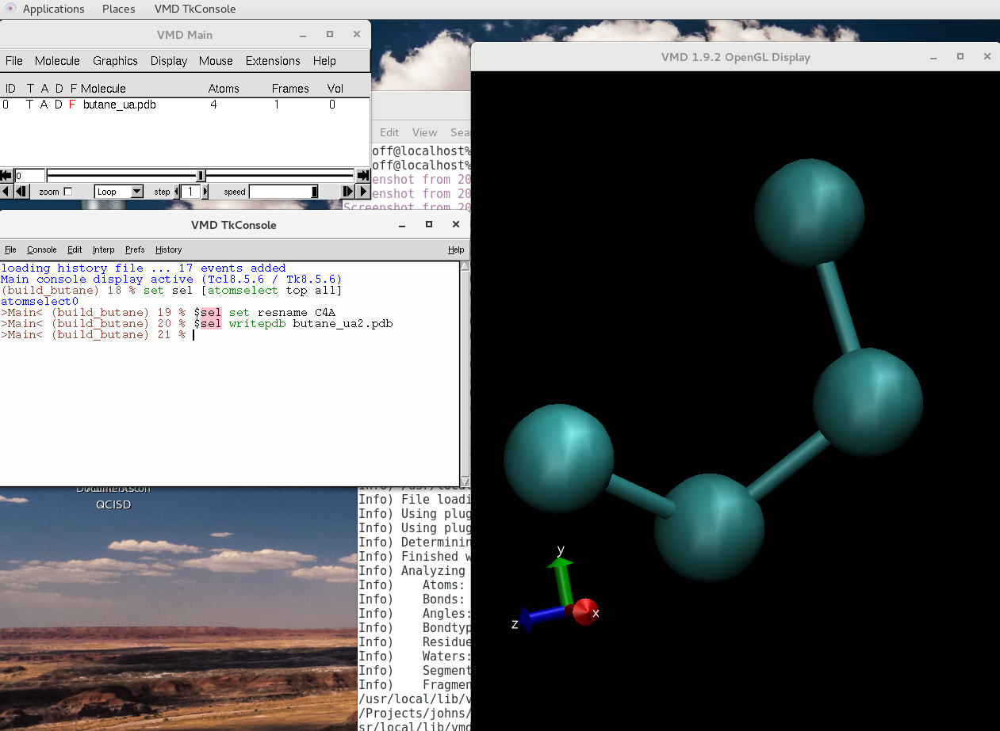 Applications Places VMD TkConsole
VMD Main
File Molecule Graphics Display Mouse Extensions Help
ID T A D F Molecule Atoms Frames Vol
0 T A D F butane_ua.pdb 4 1 0
0
zoom Loop step 1 speed
VMD TkConsole
File Console Edit Interp Prefs History Help
loading history file ... 17 events added
Main console display active (Tcl8.5.6 / Tk8.5.6)
(build_butane) 18 % set sel [atomselect top all]
atomselect0
>Main< (build_butane) 19 % $sel set resname C4A
>Main< (build_butane) 20 % $sel writepdb butane_ua2.pdb
>Main< (build_butane) 21 %
Edit View Sea
off@localhost%
off@localhost%
enshot from 20
enshot from 20
Screenshot from 20
QCISD
Info) File loadi
Info) Using plug
Info) Using plug
Info) Determinin
Info) Finished w
Info) Analyzing
Info) Atoms:
Info) Bonds:
Info) Angles:
Info) Bondtyp
Info) Residue
Info) Waters:
Info) Segment
Info) Fragmen
/usr/local/lib/v
/Projects/johns/
sr/local/lib/vmd
VMD 1.9.2 OpenGL Display
y
x
z